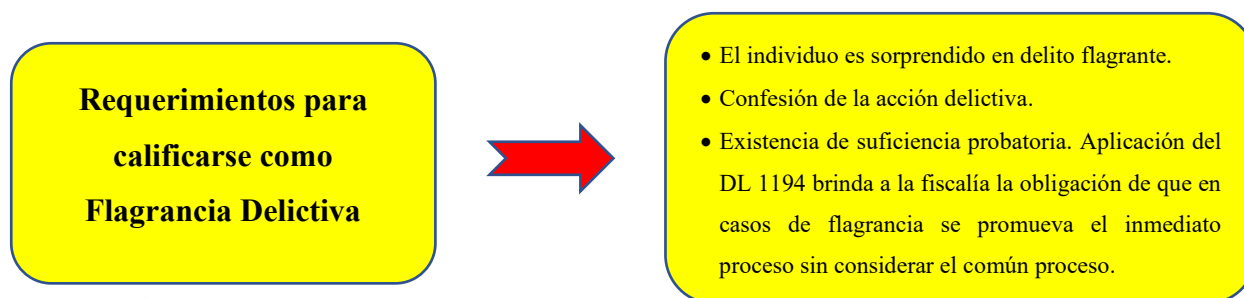 Requerimientos para
calificarse como
Flagrancia Delictiva
• El individuo es sorprendido en delito flagrante.
• Confesión de la acción delictiva.
• Existencia de suficiencia probatoria. Aplicación del
DL 1194 brinda a la fiscalía la obligación de que en
casos de flagrancia se promueva el inmediato
proceso sin considerar el común proceso.